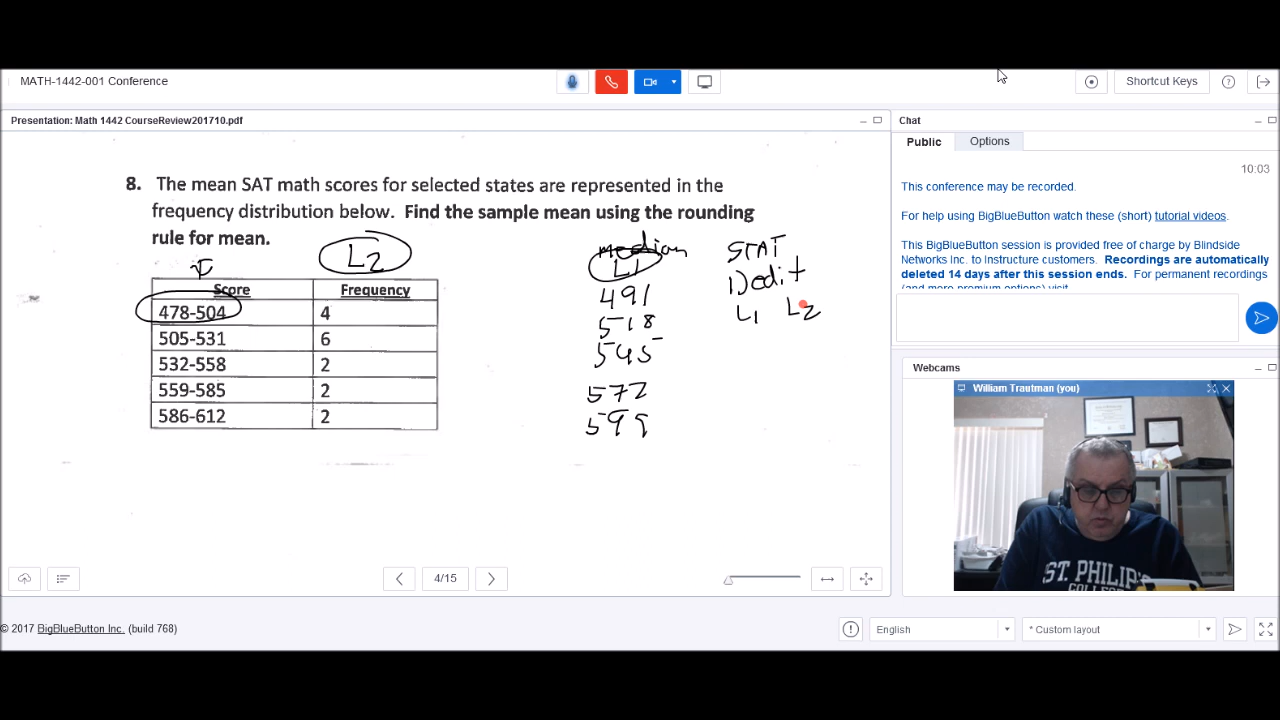 MATH-1442-001 Conference
Shortcut Keys
Presentation: Math 1442 CourseReview201710.pdf
8. The mean SAT math scores for selected states are represented in the
frequency distribution below. Find the sample mean using the rounding
rule for mean.
L2
Score Frequency
478-504 4
505-531 6
532-558 2
559-585 2
586-612 2
median
L1
491
518
545
572
599
STAT
1) edit
L1 L2
4/15
Chat
Public Options
10:03
This conference may be recorded.
For help using BigBlueButton watch these (short) tutorial videos.
This BigBlueButton session is provided free of charge by Blindside
Networks Inc. to Instructure customers. Recordings are automatically
deleted 14 days after this session ends. For permanent recordings
(and more premium options) visit
Webcams
William Trautman (you)
ST. PHILIP'S
COLLEGE
© 2017 BigBlueButton Inc. (build 768)
English
* Custom layout